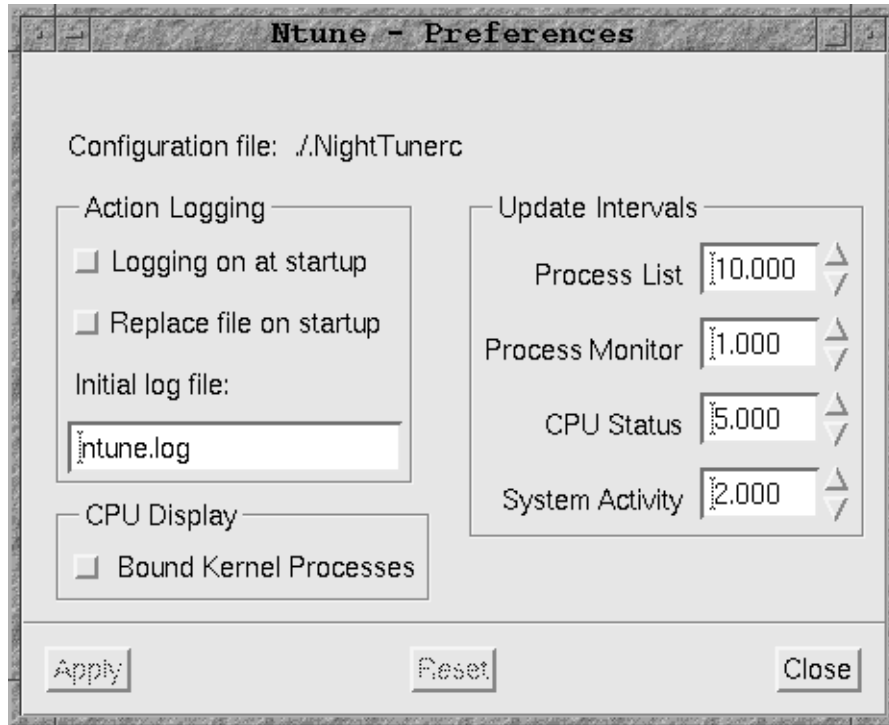 Ntune - Preferences
Configuration file: ./.NightTunerc
Action Logging
Logging on at startup
Replace file on startup
Initial log file:
ntune.log
CPU Display
Bound Kernel Processes
Update Intervals
Process List 10.000
Process Monitor 1.000
CPU Status 5.000
System Activity 2.000
Apply Reset Close